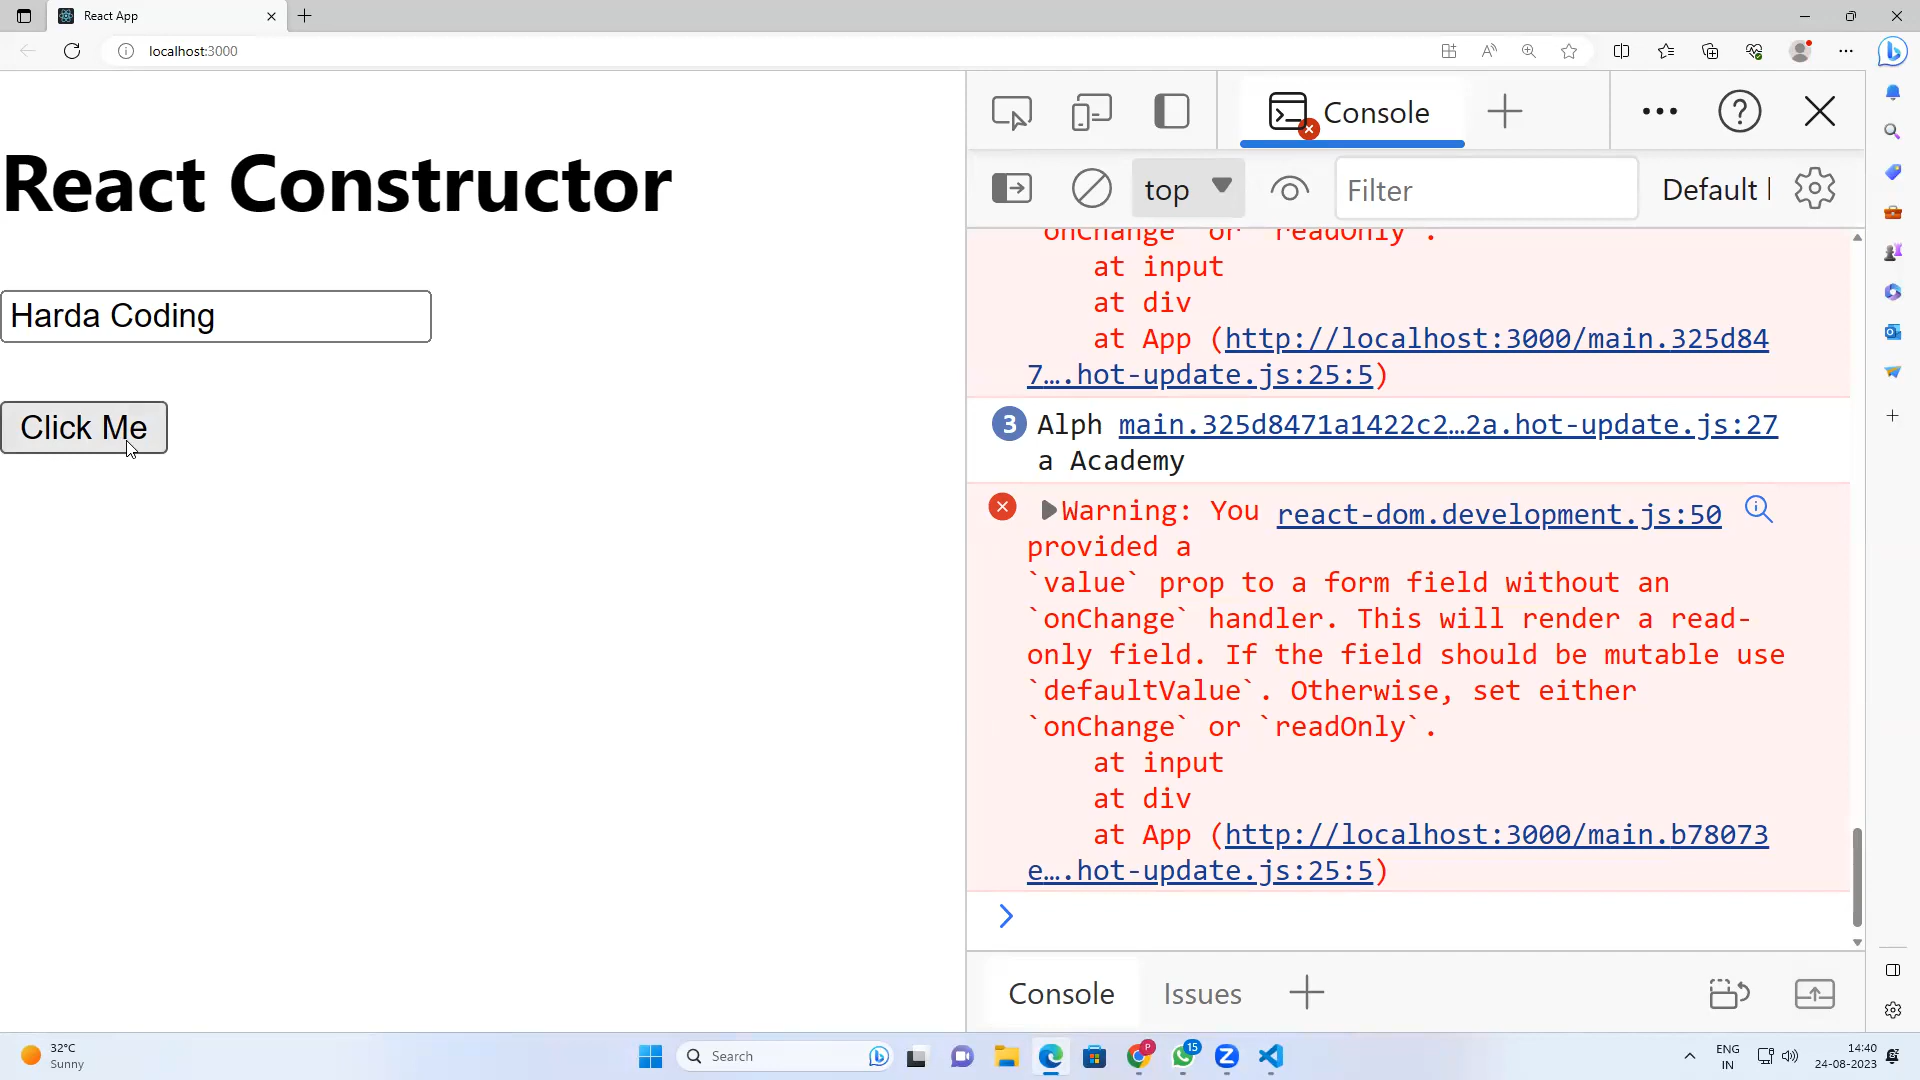 React App
localhost:3000
React Constructor
Harda Coding
Click Me
Console
top
Filter
Default l
`onChange` or `readOnly`.
at input
at div
at App (http://localhost:3000/main.325d84
7….hot-update.js:25:5)
3 Alph main.325d8471a1422c2…2a.hot-update.js:27
a Academy
Warning: You react-dom.development.js:50
provided a
`value` prop to a form field without an
`onChange` handler. This will render a read-
only field. If the field should be mutable use
`defaultValue`. Otherwise, set either
`onChange` or `readOnly`.
at input
at div
at App (http://localhost:3000/main.b78073
e….hot-update.js:25:5)
Console Issues
32°C
Sunny
Search
P
15
ENG
IN
14:40
24-08-2023